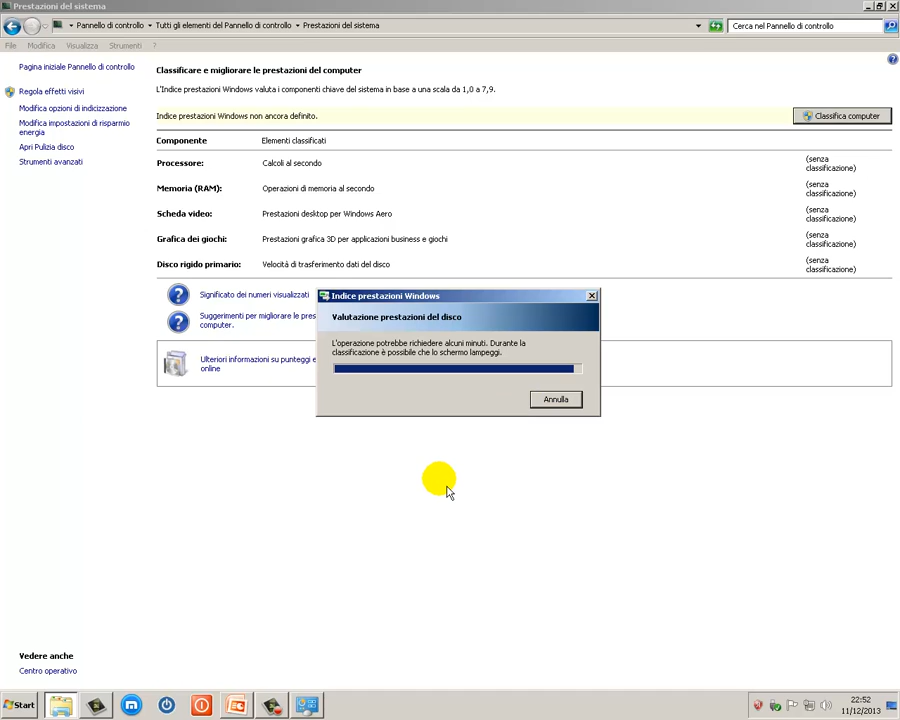 Prestazioni del sistema
Pannello di controllo
Tutti gli elementi del Pannello di controllo
Prestazioni del sistema
Cerca nel Pannello di controllo
File Modifica Visualizza Strumenti ?
Pagina iniziale Pannello di controllo
Regola effetti visivi
Modifica opzioni di indicizzazione
Modifica impostazioni di risparmio
energia
Apri Pulizia disco
Strumenti avanzati
Classificare e migliorare le prestazioni del computer
L'Indice prestazioni Windows valuta i componenti chiave del sistema in base a una scala da 1,0 a 7,9.
Indice prestazioni Windows non ancora definito.
Classifica computer
Componente Elementi classificati
Processore: Calcoli al secondo (senza
classificazione)
Memoria (RAM): Operazioni di memoria al secondo (senza
classificazione)
Scheda video: Prestazioni desktop per Windows Aero (senza
classificazione)
Grafica dei giochi: Prestazioni grafica 3D per applicazioni business e giochi (senza
classificazione)
Disco rigido primario: Velocità di trasferimento dati del disco (senza
classificazione)
Significato dei numeri visualizzati
Suggerimenti per migliorare le pres
computer.
Ulteriori informazioni su punteggi e
online
Indice prestazioni Windows
Valutazione prestazioni del disco
L'operazione potrebbe richiedere alcuni minuti. Durante la
classificazione è possibile che lo schermo lampeggi.
Annulla
Vedere anche
Centro operativo
Start
22:52
11/12/2013